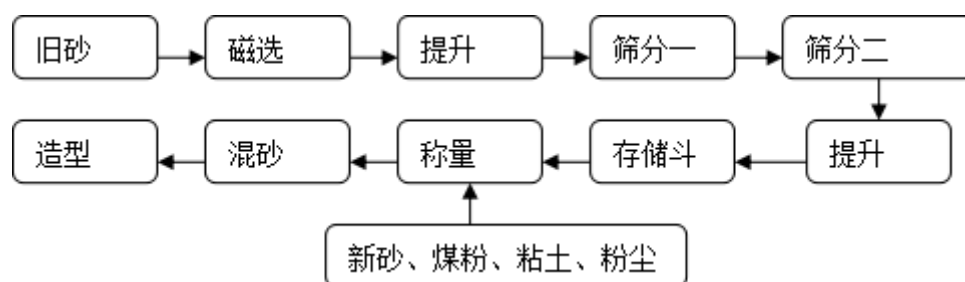 旧砂
磁选
提升
筛分一
筛分二
造型
混砂
称量
存储斗
提升
新砂、煤粉、粘土、粉尘